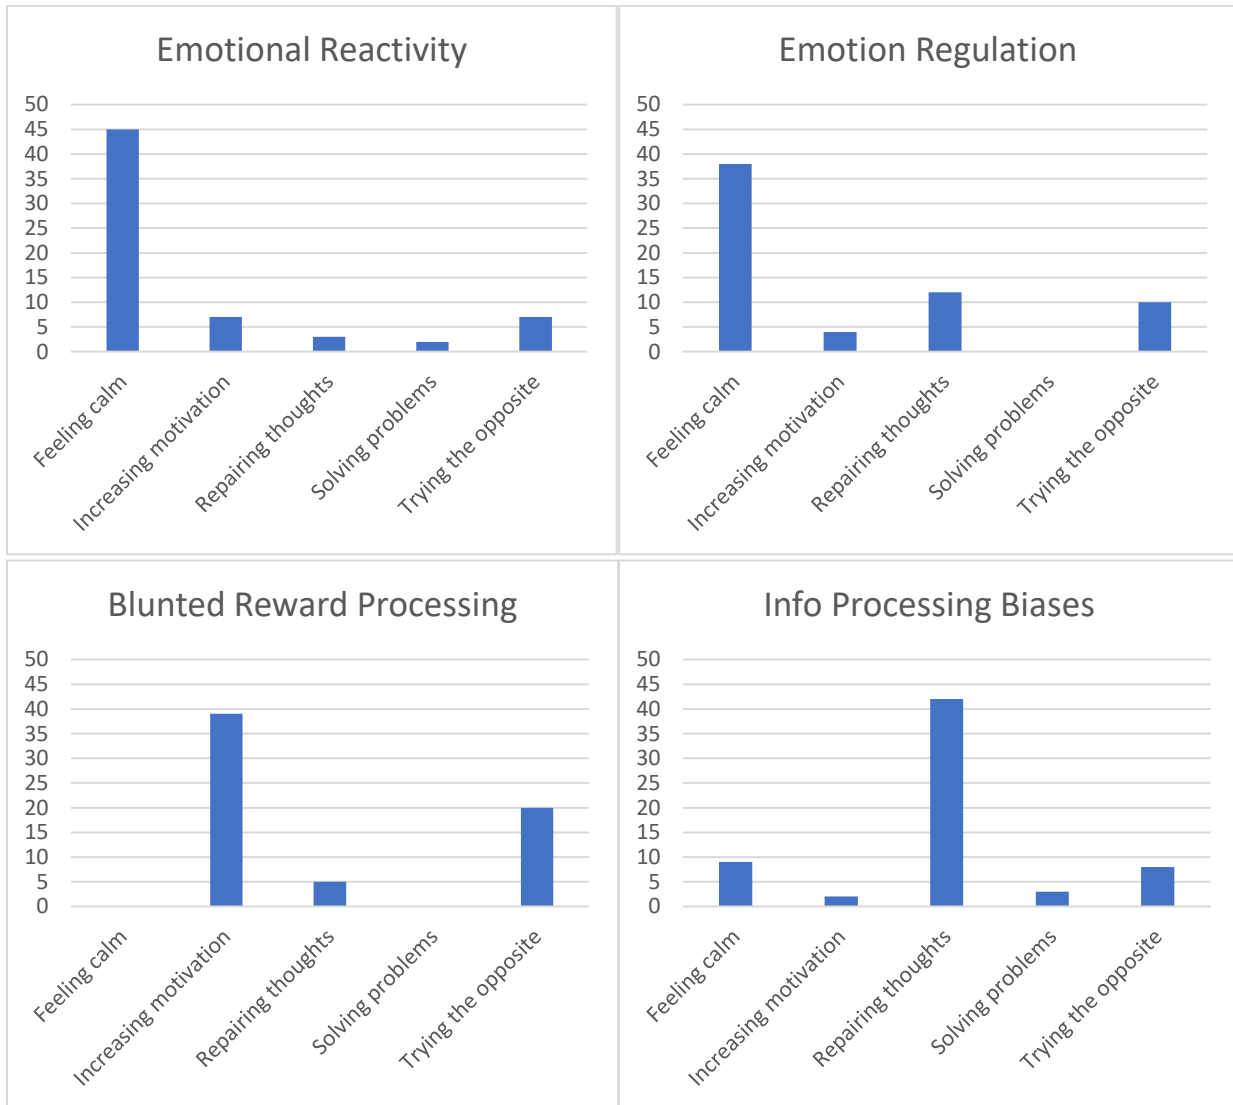 Emotional Reactivity
50
45
40
35
30
25
20
15
10
5
0
Feeling calm
Increasing motivation
Repairing thoughts
Solving problems
Trying the opposite
Emotion Regulation
50
45
40
35
30
25
20
15
10
5
0
Feeling calm
Increasing motivation
Repairing thoughts
Solving problems
Trying the opposite
Blunted Reward Processing
50
45
40
35
30
25
20
15
10
5
0
Feeling calm
Increasing motivation
Repairing thoughts
Solving problems
Trying the opposite
Info Processing Biases
50
45
40
35
30
25
20
15
10
5
0
Feeling calm
Increasing motivation
Repairing thoughts
Solving problems
Trying the opposite